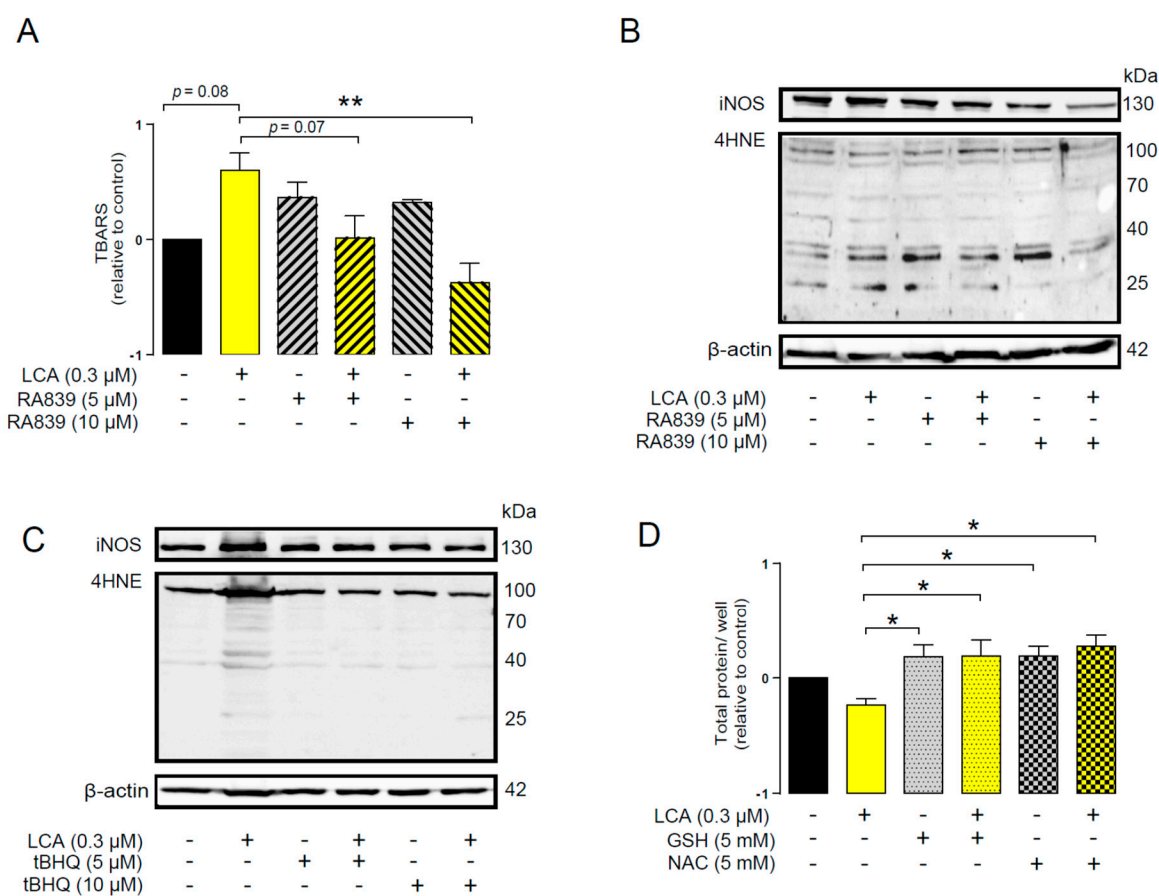 A
p = 0.08
**
p = 0.07
1
0
-1
TBARS
(relative to control)
LCA (0.3 µM) - + - + - +
RA839 (5 µM) - - + + - -
RA839 (10 µM) - - - - + +
B
kDa
iNOS 130
4HNE 100
70
40
25
β-actin 42
LCA (0.3 µM) - + - + - +
RA839 (5 µM) - - + + - -
RA839 (10 µM) - - - - + +
C
kDa
iNOS 130
4HNE 100
70
40
25
β-actin 42
LCA (0.3 µM) - + - + - +
tBHQ (5 µM) - - + + - -
tBHQ (10 µM) - - - - + +
D
*
*
*
*
1
0
-1
Total protein/ well
(relative to control)
LCA (0.3 µM) - + - + - +
GSH (5 mM) - - + + - -
NAC (5 mM) - - - - + +